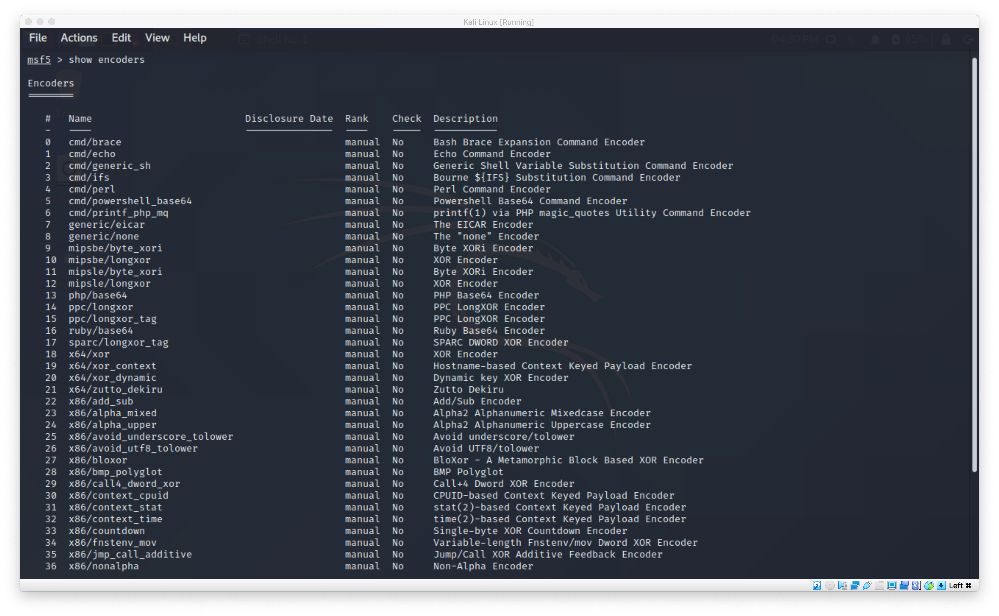 Kali Linux [Running]
File Actions Edit View Help
Shell No. 1
04:30 PM 65%
msf5 > show encoders
Encoders
# Name Disclosure Date Rank Check Description
0 cmd/brace manual No Bash Brace Expansion Command Encoder
1 cmd/echo manual No Echo Command Encoder
2 cmd/generic_sh manual No Generic Shell Variable Substitution Command Encoder
3 cmd/ifs manual No Bourne ${IFS} Substitution Command Encoder
4 cmd/perl manual No Perl Command Encoder
5 cmd/powershell_base64 manual No Powershell Base64 Command Encoder
6 cmd/printf_php_mq manual No printf(1) via PHP magic_quotes Utility Command Encoder
7 generic/eicar manual No The EICAR Encoder
8 generic/none manual No The "none" Encoder
9 mipsbe/byte_xori manual No Byte XORi Encoder
10 mipsbe/longxor manual No XOR Encoder
11 mipsle/byte_xori manual No Byte XORi Encoder
12 mipsle/longxor manual No XOR Encoder
13 php/base64 manual No PHP Base64 Encoder
14 ppc/longxor manual No PPC LongXOR Encoder
15 ppc/longxor_tag manual No PPC LongXOR Encoder
16 ruby/base64 manual No Ruby Base64 Encoder
17 sparc/longxor_tag manual No SPARC DWORD XOR Encoder
18 x64/xor manual No XOR Encoder
19 x64/xor_context manual No Hostname-based Context Keyed Payload Encoder
20 x64/xor_dynamic manual No Dynamic key XOR Encoder
21 x64/zutto_dekiru manual No Zutto Dekiru
22 x86/add_sub manual No Add/Sub Encoder
23 x86/alpha_mixed manual No Alpha2 Alphanumeric Mixedcase Encoder
24 x86/alpha_upper manual No Alpha2 Alphanumeric Uppercase Encoder
25 x86/avoid_underscore_tolower manual No Avoid underscore/tolower
26 x86/avoid_utf8_tolower manual No Avoid UTF8/tolower
27 x86/bloxor manual No BloXor - A Metamorphic Block Based XOR Encoder
28 x86/bmp_polyglot manual No BMP Polyglot
29 x86/call4_dword_xor manual No Call+4 Dword XOR Encoder
30 x86/context_cpuid manual No CPUID-based Context Keyed Payload Encoder
31 x86/context_stat manual No stat(2)-based Context Keyed Payload Encoder
32 x86/context_time manual No time(2)-based Context Keyed Payload Encoder
33 x86/countdown manual No Single-byte XOR Countdown Encoder
34 x86/fnstenv_mov manual No Variable-length Fnstenv/mov Dword XOR Encoder
35 x86/jmp_call_additive manual No Jump/Call XOR Additive Feedback Encoder
36 x86/nonalpha manual No Non-Alpha Encoder
Left ⌘